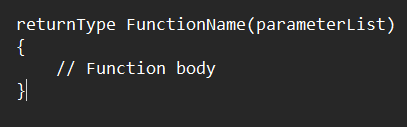 returnType FunctionName(parameterList)
{
    // Function body
}